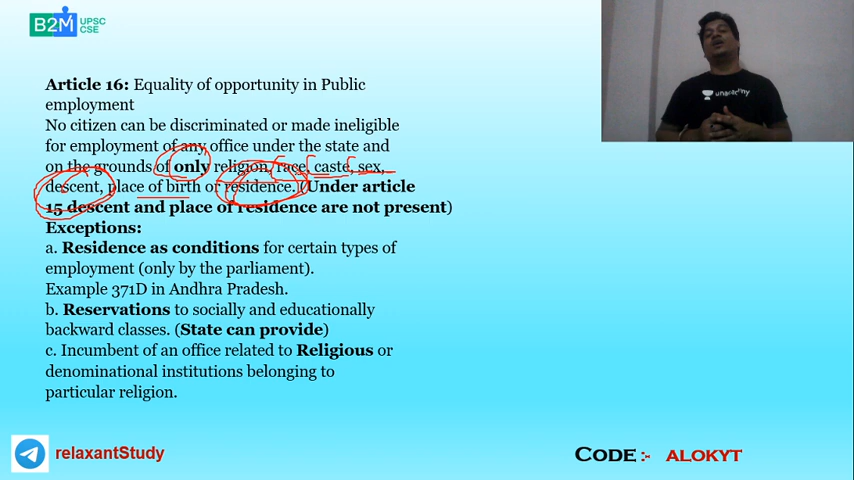 B2M UPSC
CSE
unacademy
Article 16: Equality of opportunity in Public
employment
No citizen can be discriminated or made ineligible
for employment of any office under the state and
on the grounds of only religion, race, caste, sex,
descent, place of birth or residence. (Under article
15 descent and place of residence are not present)
Exceptions:
a. Residence as conditions for certain types of
employment (only by the parliament).
Example 371D in Andhra Pradesh.
b. Reservations to socially and educationally
backward classes. (State can provide)
c. Incumbent of an office related to Religious or
denominational institutions belonging to
particular religion.
relaxantStudy
CODE :- ALOKYT